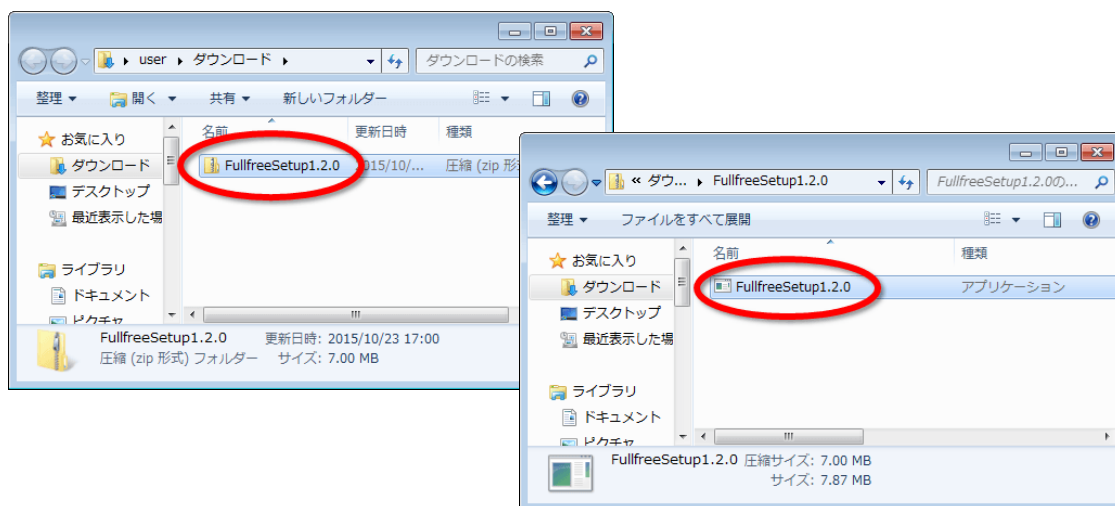 user ダウンロード ダウンロードの検索
整理 開く 共有 新しいフォルダー
お気に入り
ダウンロード
デスクトップ
最近表示した場
ライブラリ
ドキュメント
ピクチャ
名前 更新日時 種類
FullfreeSetup1.2.0 2015/10/... 圧縮 (zip 形
FullfreeSetup1.2.0 更新日時: 2015/10/23 17:00
圧縮 (zip 形式) フォルダー サイズ: 7.00 MB
« ダウ... FullfreeSetup1.2.0 FullfreeSetup1.2.0の...
整理 ファイルをすべて展開
お気に入り
ダウンロード
デスクトップ
最近表示した場
ライブラリ
ドキュメント
ピクチャ
名前 種類
FullfreeSetup1.2.0 アプリケーション
FullfreeSetup1.2.0 圧縮サイズ: 7.00 MB
サイズ: 7.87 MB